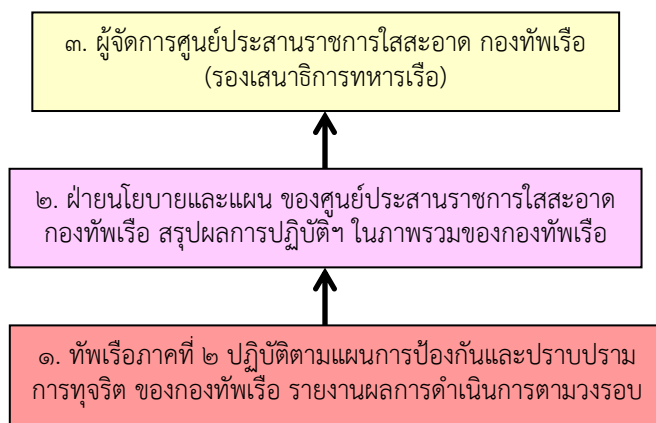 ๓. ผู้จัดการศูนย์ประสานราชการใสสะอาด กองทัพเรือ
(รองเสนาธิการทหารเรือ)
๒. ฝ่ายนโยบายและแผน ของศูนย์ประสานราชการใสสะอาด
กองทัพเรือ สรุปผลการปฏิบัติฯ ในภาพรวมของกองทัพเรือ
๑. ทัพเรือภาคที่ ๒ ปฏิบัติตามแผนการป้องกันและปราบปราม
การทุจริต ของกองทัพเรือ รายงานผลการดำเนินการตามวงรอบ